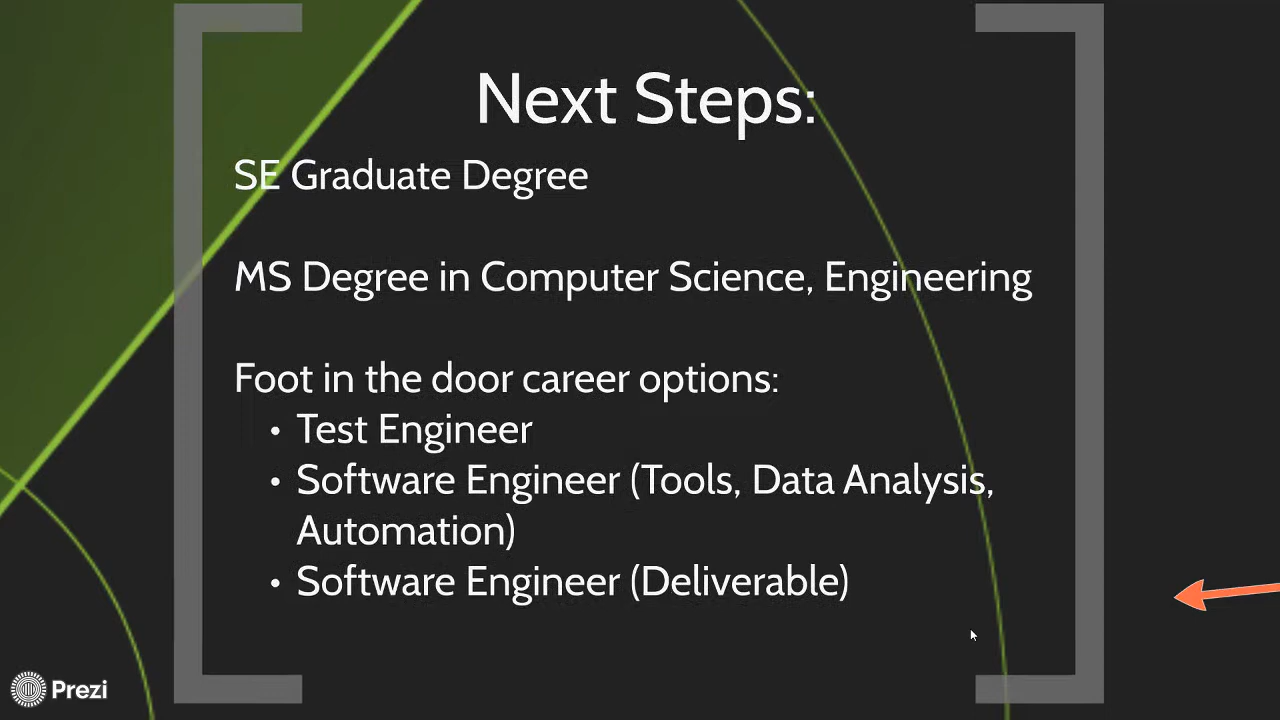 Next Steps:
SE Graduate Degree
MS Degree in Computer Science, Engineering
Foot in the door career options:
• Test Engineer
• Software Engineer (Tools, Data Analysis,
Automation)
• Software Engineer (Deliverable)
Prezi